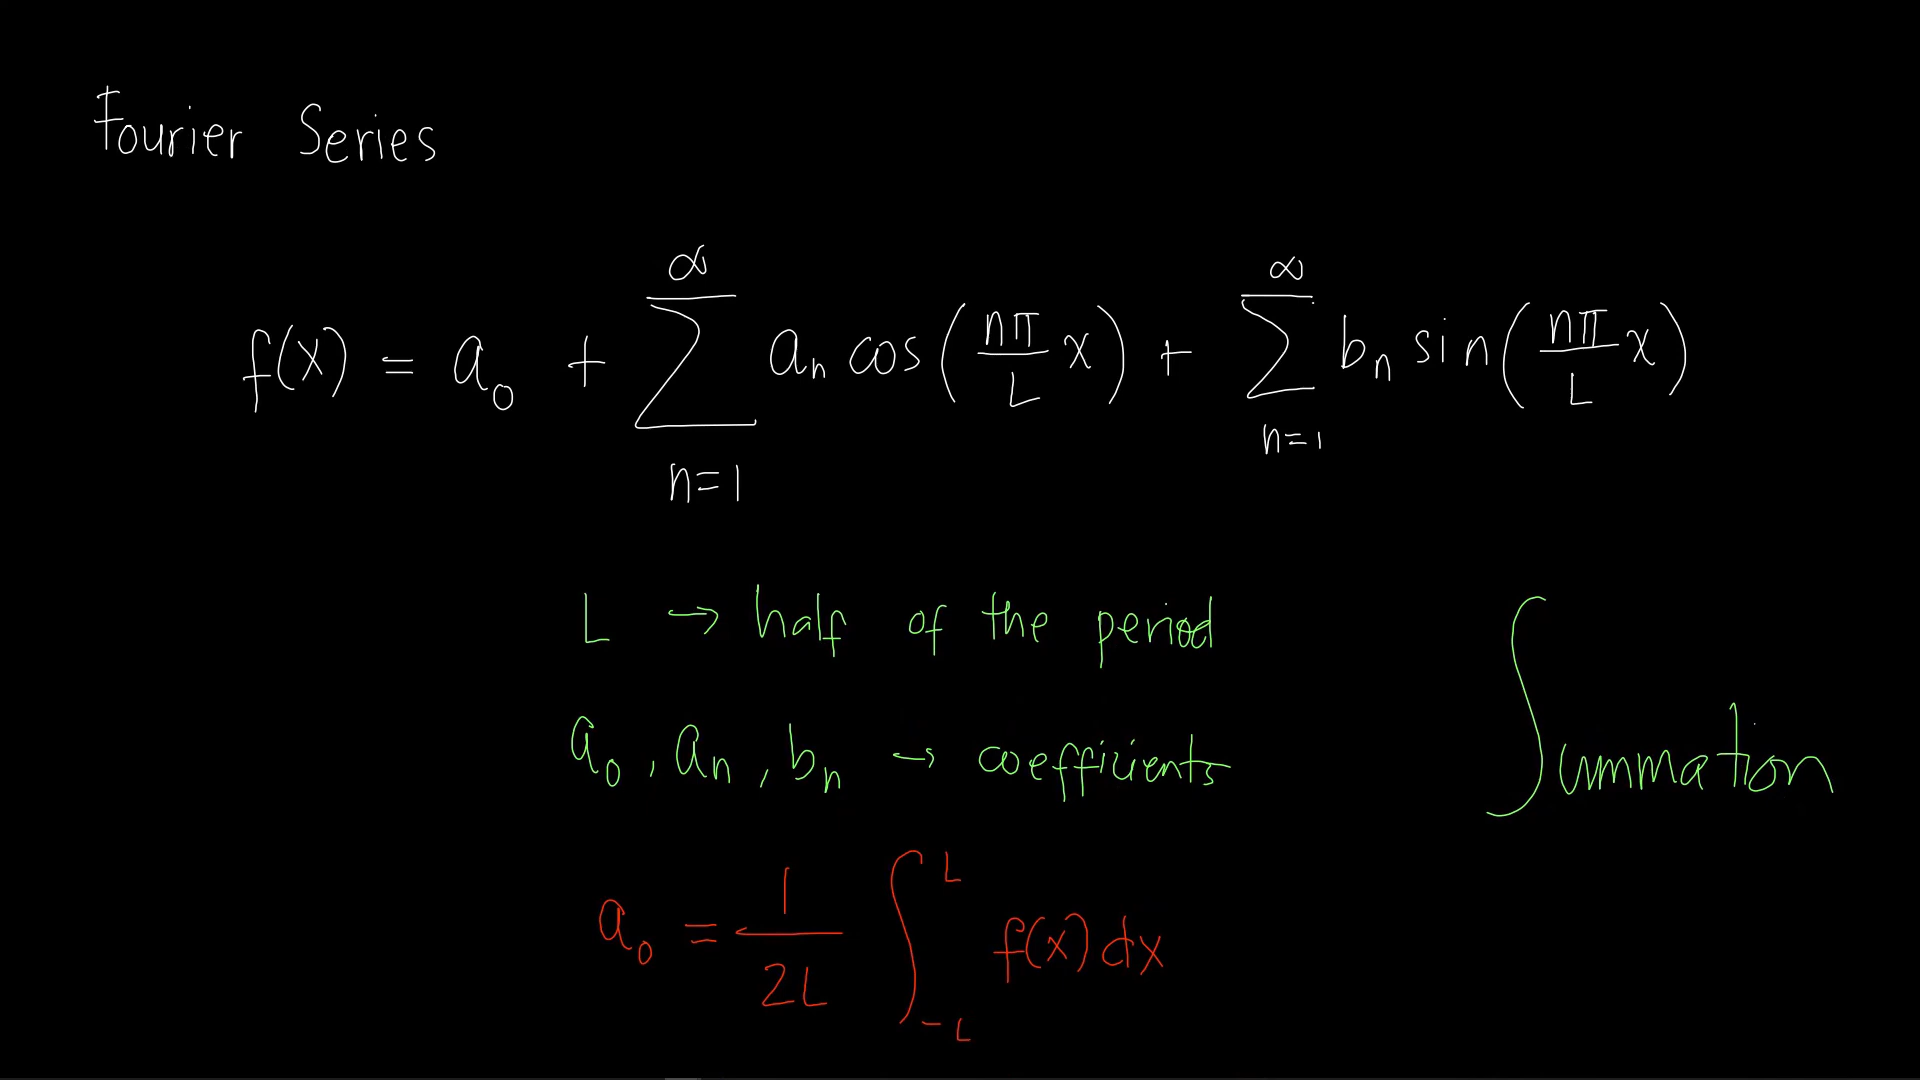 Fourier Series
f(x) = a₀ + ∞∑n=1 aₙ cos(nπ/L x) + ∞∑n=1 bₙ sin(nπ/L x)
L → half of the period
a₀, aₙ, bₙ → coefficients
∫ummation
a₀ = 1/2L ∫ L -L f(x) dx